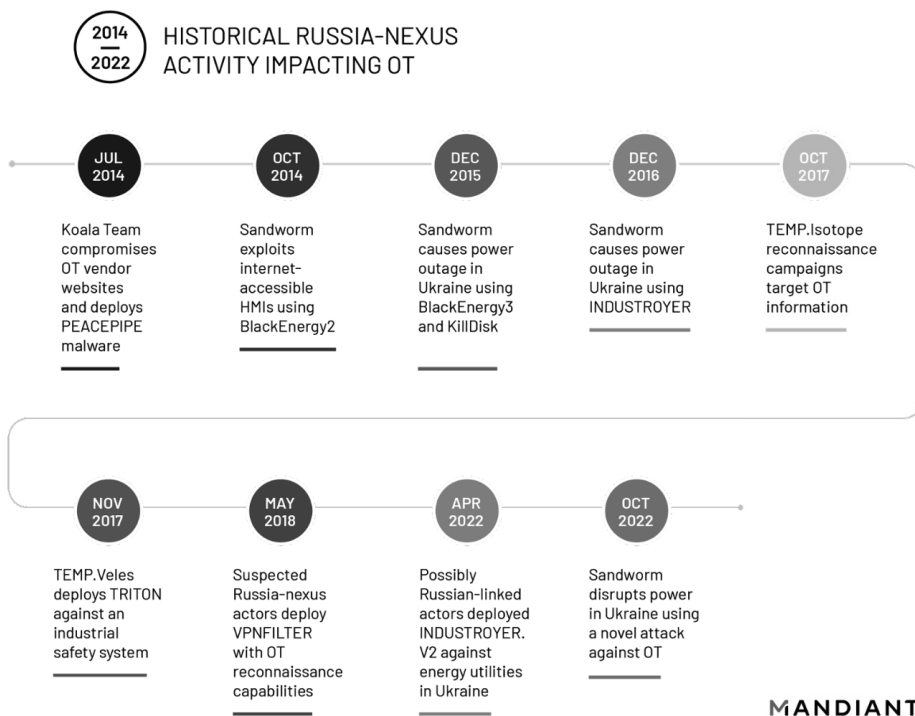 2014
2022
HISTORICAL RUSSIA-NEXUS
ACTIVITY IMPACTING OT
JUL
2014
Koala Team
compromises
OT vendor
websites
and deploys
PEACEPIPE
malware
OCT
2014
Sandworm
exploits
internet-
accessible
HMIs using
BlackEnergy2
DEC
2015
Sandworm
causes power
outage in
Ukraine using
BlackEnergy3
and KillDisk
DEC
2016
Sandworm
causes power
outage in
Ukraine using
INDUSTROYER
OCT
2017
TEMP.Isotope
reconnaissance
campaigns
target OT
information
NOV
2017
TEMP.Veles
deploys TRITON
against an
industrial
safety system
MAY
2018
Suspected
Russia-nexus
actors deploy
VPNFILTER
with OT
reconnaissance
capabilities
APR
2022
Possibly
Russian-linked
actors deployed
INDUSTROYER.
V2 against
energy utilities
in Ukraine
OCT
2022
Sandworm
disrupts power
in Ukraine using
a novel attack
against OT
MANDIANT